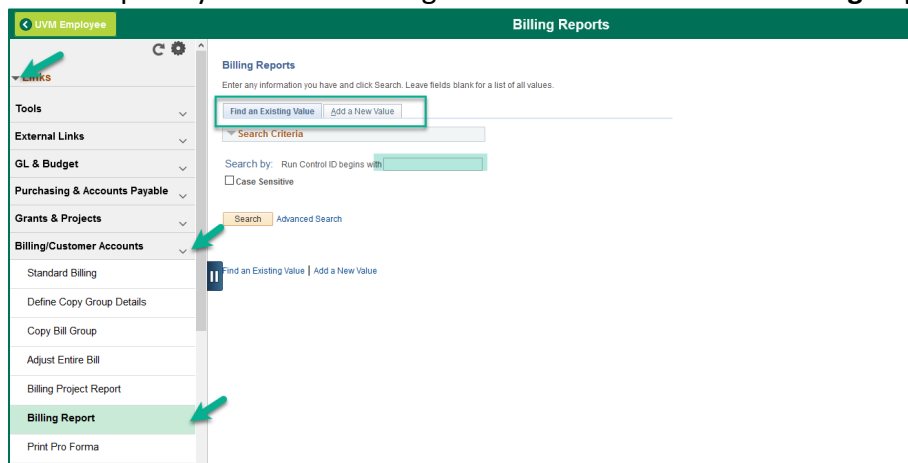 UVM Employee
Billing Reports
Links
Tools
External Links
GL & Budget
Purchasing & Accounts Payable
Grants & Projects
Billing/Customer Accounts
Standard Billing
Define Copy Group Details
Copy Bill Group
Adjust Entire Bill
Billing Project Report
Billing Report
Print Pro Forma
Billing Reports
Enter any information you have and click Search. Leave fields blank for a list of all values.
Find an Existing Value Add a New Value
Search Criteria
Search by: Run Control ID begins with
Case Sensitive
Search Advanced Search
Find an Existing Value | Add a New Value